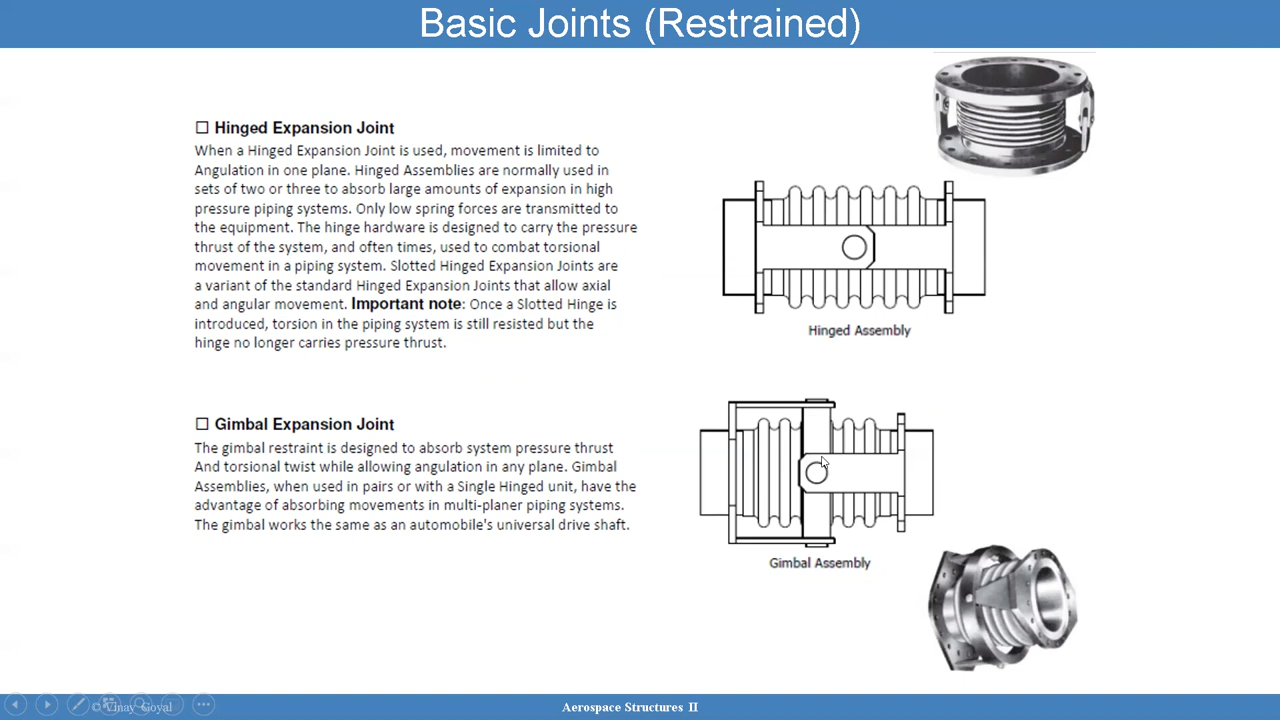 Basic Joints (Restrained)
Hinged Expansion Joint
When a Hinged Expansion Joint is used, movement is limited to
Angulation in one plane. Hinged Assemblies are normally used in
sets of two or three to absorb large amounts of expansion in high
pressure piping systems. Only low spring forces are transmitted to
the equipment. The hinge hardware is designed to carry the pressure
thrust of the system, and often times, used to combat torsional
movement in a piping system. Slotted Hinged Expansion Joints are
a variant of the standard Hinged Expansion Joints that allow axial
and angular movement. Important note: Once a Slotted Hinge is
introduced, torsion in the piping system is still resisted but the
hinge no longer carries pressure thrust.
Hinged Assembly
Gimbal Expansion Joint
The gimbal restraint is designed to absorb system pressure thrust
And torsional twist while allowing angulation in any plane. Gimbal
Assemblies, when used in pairs or with a Single Hinged unit, have the
advantage of absorbing movements in multi-planer piping systems.
The gimbal works the same as an automobile's universal drive shaft.
Gimbal Assembly
© Vinay Goyal
Aerospace Structures II